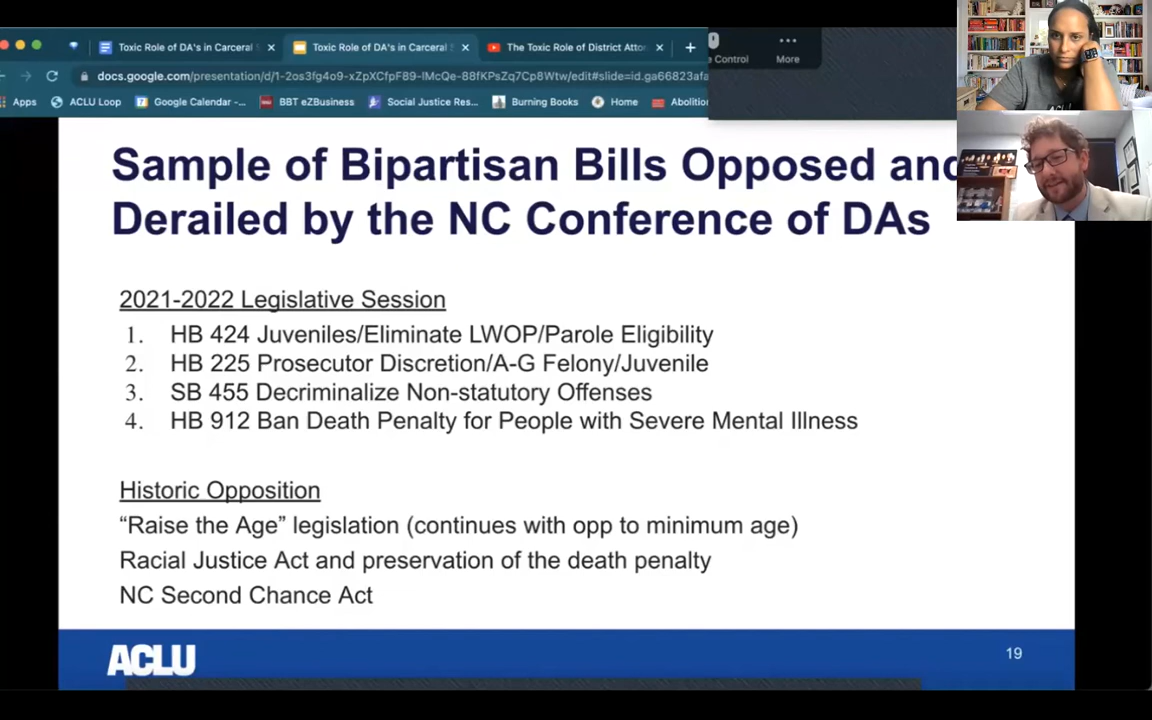 Toxic Role of DA's in Carceral
Toxic Role of DA's in Carceral
The Toxic Role of District Attor
Control
More
docs.google.com/presentation/d/1-2os3fg4o9-xZpXCfpFB9-lMcQe-88fKPsZq7Cp8Wtw/edit#slide=id.ga66823afa
Apps
ACLU Loop
Google Calendar -...
BBT eZBusiness
Social Justice Res...
Burning Books
Home
Abolitio
Sample of Bipartisan Bills Opposed and
Derailed by the NC Conference of DAs
2021-2022 Legislative Session
1. HB 424 Juveniles/Eliminate LWOP/Parole Eligibility
2. HB 225 Prosecutor Discretion/A-G Felony/Juvenile
3. SB 455 Decriminalize Non-statutory Offenses
4. HB 912 Ban Death Penalty for People with Severe Mental Illness
Historic Opposition
“Raise the Age” legislation (continues with opp to minimum age)
Racial Justice Act and preservation of the death penalty
NC Second Chance Act
ACLU
19